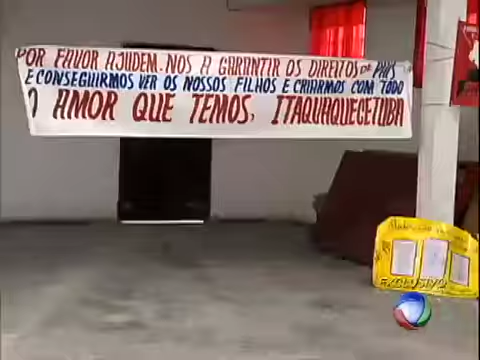 POR FAVOR AJUDEM-NOS A GARANTIR OS DIREITOS DE PAIS
E CONSEGUIRMOS VER OS NOSSOS FILHOS E CRIARMOS COM TODO
O AMOR QUE TEMOS, ITAQUAQUECETUBA
EXCLUSIVO